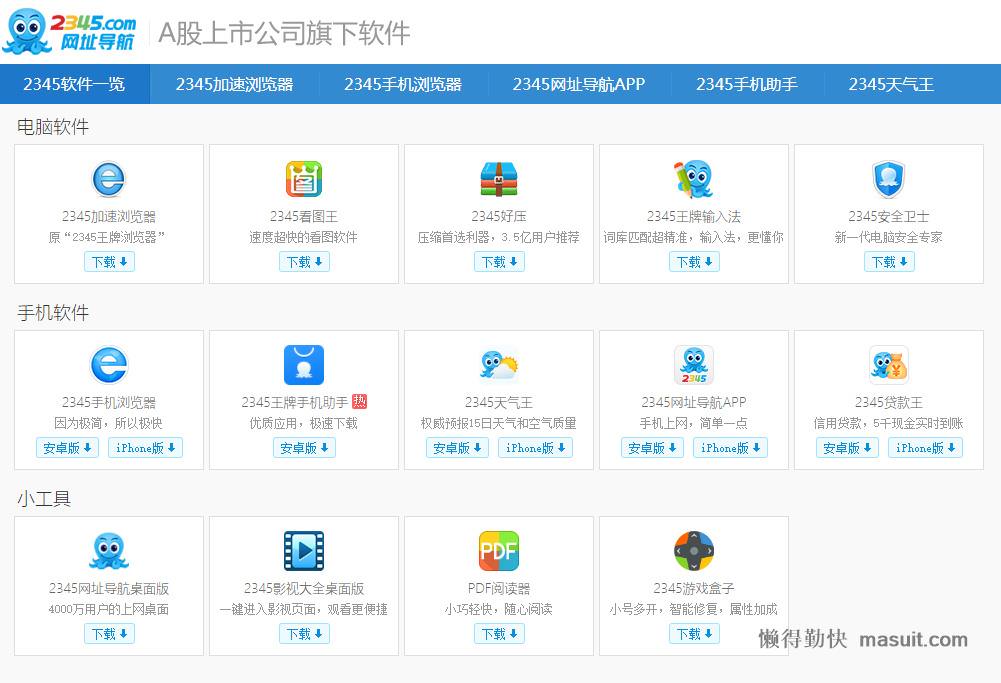 2345.com
网址导航
A股上市公司旗下软件
2345软件一览 2345加速浏览器 2345手机浏览器 2345网址导航APP 2345手机助手 2345天气王
电脑软件
图
2345加速浏览器 2345看图王 2345好压 2345王牌输入法 2345安全卫士
原“2345王牌浏览器” 速度超快的看图软件 压缩首选利器，3.5亿用户推荐 词库匹配超精准，输入法，更懂你 新一代电脑安全专家
下载 下载 下载 下载 下载
手机软件
2345
2345手机浏览器 2345王牌手机助手 热 2345天气王 2345网址导航APP 2345贷款王
因为极简，所以极快 优质应用，极速下载 权威预报15日天气和空气质量 手机上网，简单一点 信用贷款，5千现金实时到账
安卓版 iPhone版 安卓版 安卓版 iPhone版 安卓版 iPhone版 安卓版 iPhone版
小工具
PDF
2345网址导航桌面版 2345影视大全桌面版 PDF阅读器 2345游戏盒子
4000万用户的上网桌面 一键进入影视页面，观看更便捷 小巧轻快，随心阅读 小号多开，智能修复，属性加成
下载 下载 下载 下载
懒得勤快 masuit.com